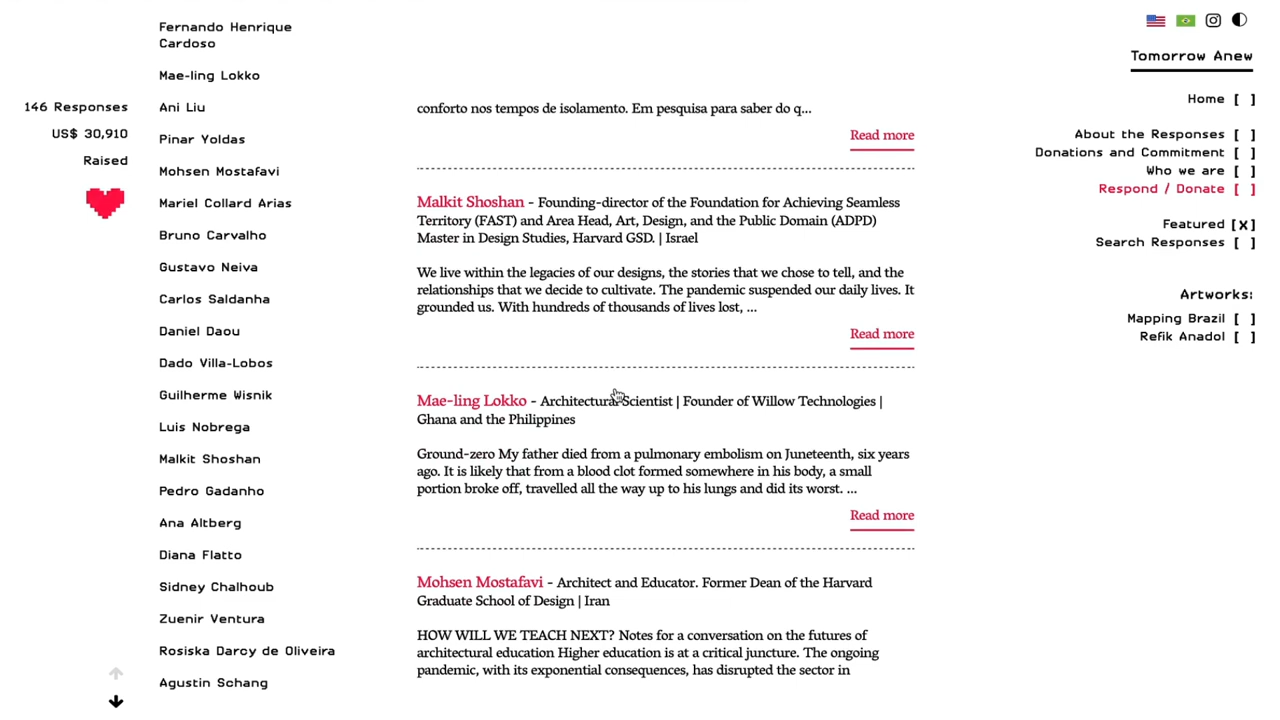 146 Responses
US$ 30,910
Raised
Fernando Henrique
Cardoso
Mae-ling Lokko
Ani Liu
Pinar Yoldas
Mohsen Mostafavi
Mariel Collard Arias
Bruno Carvalho
Gustavo Neiva
Carlos Saldanha
Daniel Daou
Dado Villa-Lobos
Guilherme Wisnik
Luis Nobrega
Malkit Shoshan
Pedro Gadanho
Ana Altberg
Diana Flatto
Sidney Chalhoub
Zuenir Ventura
Rosiska Darcy de Oliveira
Agustin Schang
conforto nos tempos de isolamento. Em pesquisa para saber do q...
Read more
Malkit Shoshan - Founding-director of the Foundation for Achieving Seamless
Territory (FAST) and Area Head, Art, Design, and the Public Domain (ADPD)
Master in Design Studies, Harvard GSD. | Israel
We live within the legacies of our designs, the stories that we chose to tell, and the
relationships that we decide to cultivate. The pandemic suspended our daily lives. It
grounded us. With hundreds of thousands of lives lost, ...
Read more
Mae-ling Lokko - Architectural Scientist | Founder of Willow Technologies |
Ghana and the Philippines
Ground-zero My father died from a pulmonary embolism on Juneteenth, six years
ago. It is likely that from a blood clot formed somewhere in his body, a small
portion broke off, travelled all the way up to his lungs and did its worst. ...
Read more
Mohsen Mostafavi - Architect and Educator. Former Dean of the Harvard
Graduate School of Design | Iran
HOW WILL WE TEACH NEXT? Notes for a conversation on the futures of
architectural education Higher education is at a critical juncture. The ongoing
pandemic, with its exponential consequences, has disrupted the sector in
Tomorrow Anew
Home [ ]
About the Responses [ ]
Donations and Commitment [ ]
Who we are [ ]
Respond / Donate [ ]
Featured [x]
Search Responses [ ]
Artworks:
Mapping Brazil [ ]
Refik Anadol [ ]